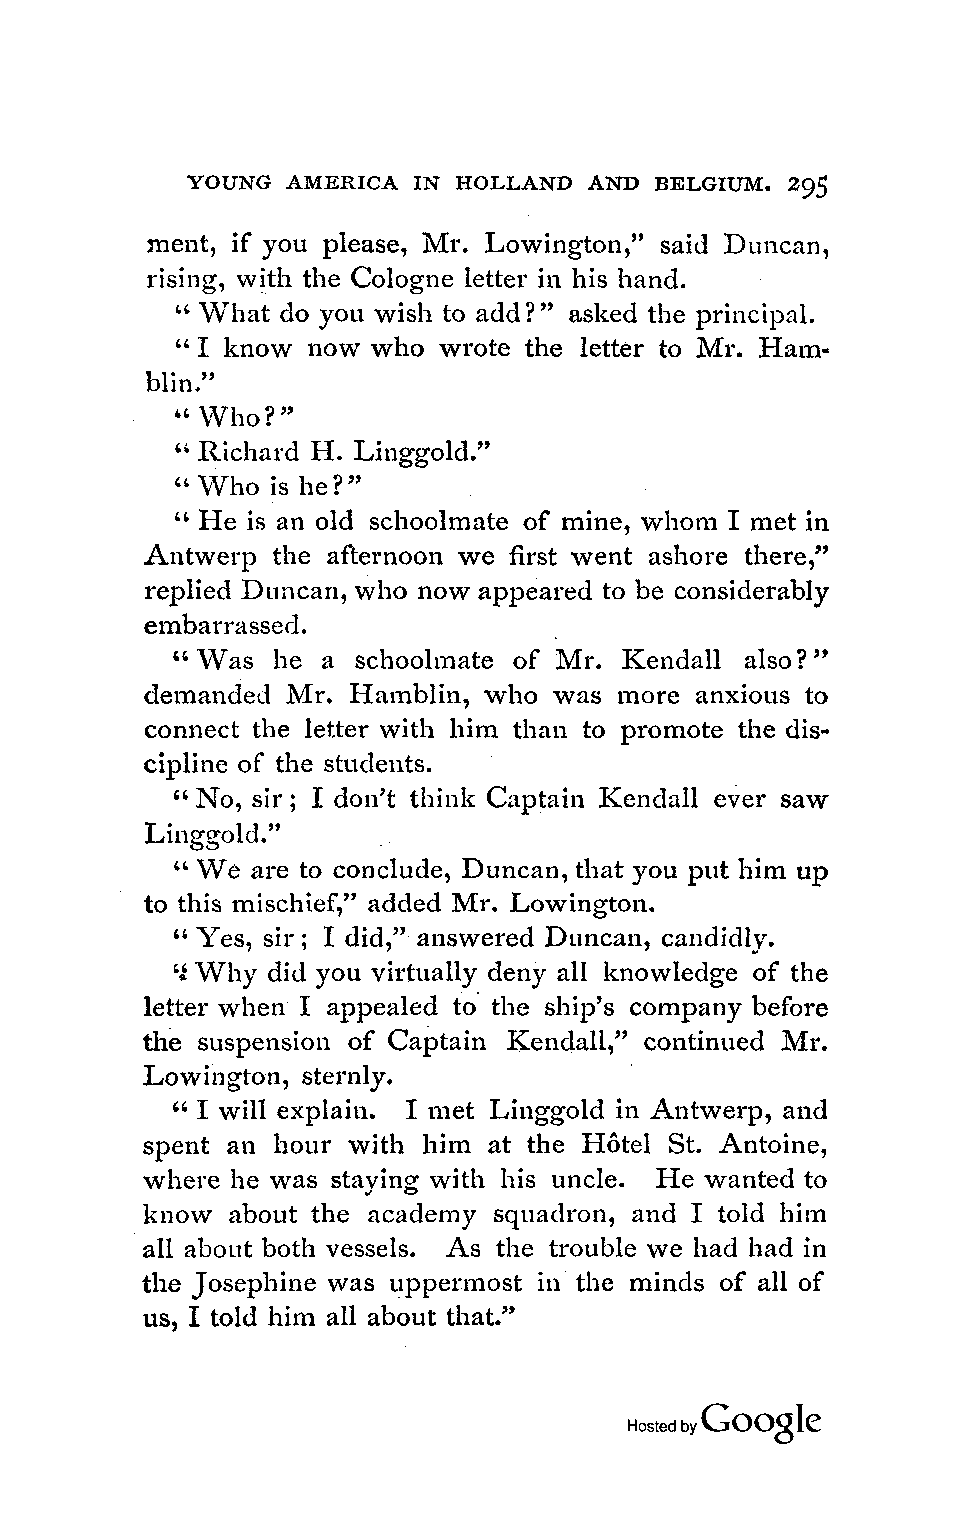 YOUNG AMERICA IN HOLLAND AND BELGIUM. 295
ment, if you please, Mr. Lowington,” said Duncan,
rising, with the Cologne letter in his hand.
“What do you wish to add?” asked the principal.
“I know now who wrote the letter to Mr. Ham-
blin.”
“Who?”
“Richard H. Linggold.”
“Who is he?”
“He is an old schoolmate of mine, whom I met in
Antwerp the afternoon we first went ashore there,”
replied Duncan, who now appeared to be considerably
embarrassed.
“Was he a schoolmate of Mr. Kendall also?”
demanded Mr. Hamblin, who was more anxious to
connect the letter with him than to promote the dis-
cipline of the students.
“No, sir; I don’t think Captain Kendall ever saw
Linggold.”
“We are to conclude, Duncan, that you put him up
to this mischief,” added Mr. Lowington.
“Yes, sir; I did,” answered Duncan, candidly.
“Why did you virtually deny all knowledge of the
letter when I appealed to the ship’s company before
the suspension of Captain Kendall,” continued Mr.
Lowington, sternly.
“I will explain. I met Linggold in Antwerp, and
spent an hour with him at the Hôtel St. Antoine,
where he was staying with his uncle. He wanted to
know about the academy squadron, and I told him
all about both vessels. As the trouble we had had in
the Josephine was uppermost in the minds of all of
us, I told him all about that.”
Hosted by Google